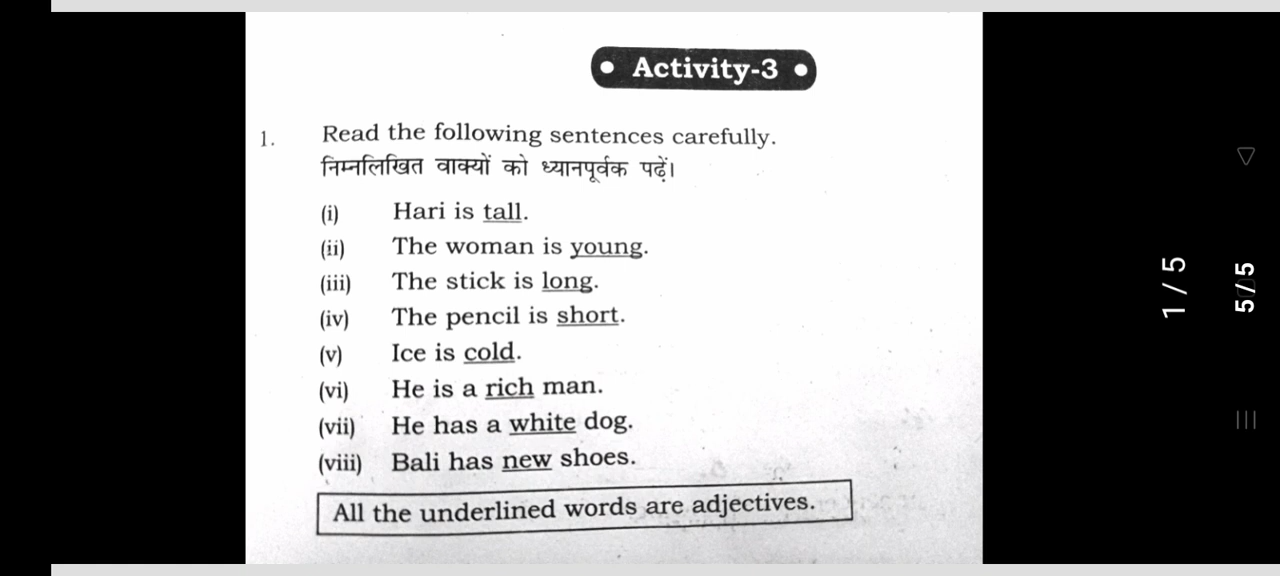 • Activity-3 •
1. Read the following sentences carefully.
निम्नलिखित वाक्यों को ध्यानपूर्वक पढ़ें।
(i) Hari is tall.
(ii) The woman is young.
(iii) The stick is long.
(iv) The pencil is short.
(v) Ice is cold.
(vi) He is a rich man.
(vii) He has a white dog.
(viii) Bali has new shoes.
All the underlined words are adjectives.
1 / 5
5/5